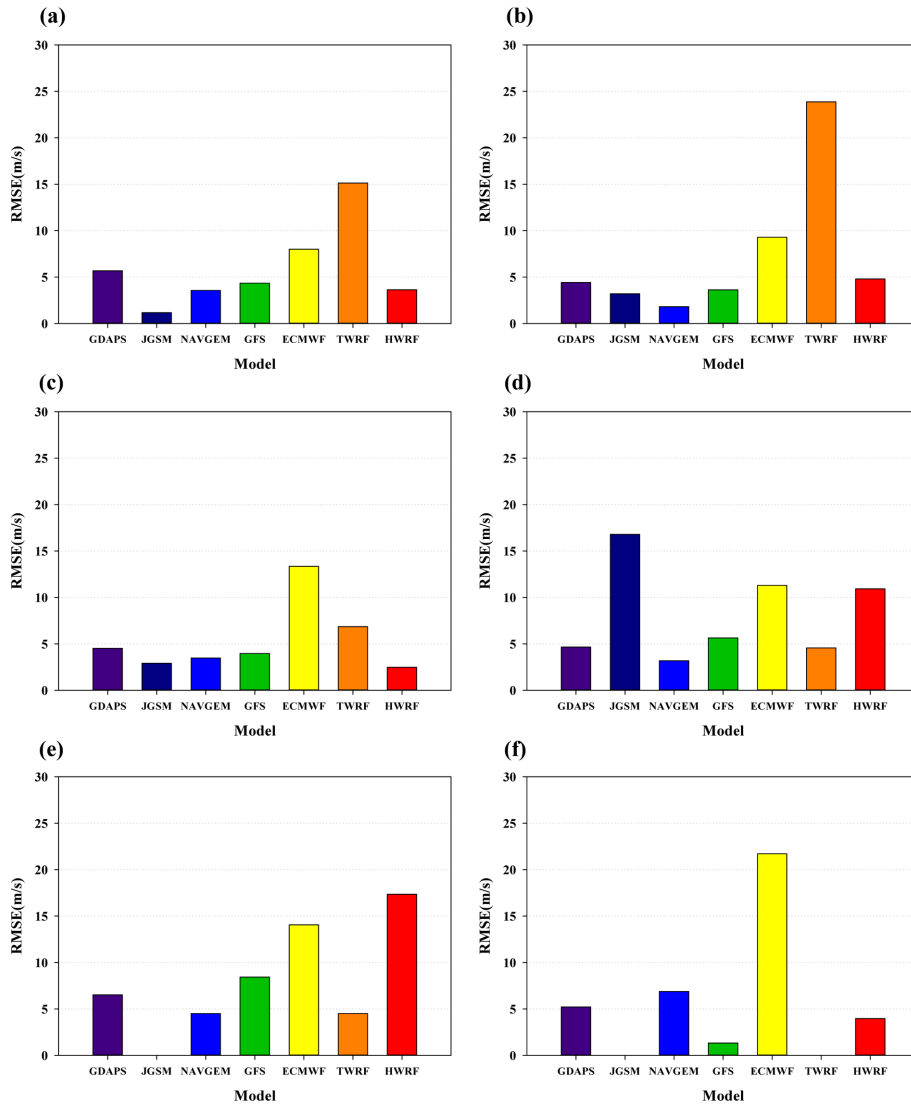 (a)
30
25
20
15
10
5
0
RMSE(m/s)
GDAPS JGSM NAVGEM GFS ECMWF TWRF HWRF
Model
(b)
30
25
20
15
10
5
0
RMSE(m/s)
GDAPS JGSM NAVGEM GFS ECMWF TWRF HWRF
Model
(c)
30
25
20
15
10
5
0
RMSE(m/s)
GDAPS JGSM NAVGEM GFS ECMWF TWRF HWRF
Model
(d)
30
25
20
15
10
5
0
RMSE(m/s)
GDAPS JGSM NAVGEM GFS ECMWF TWRF HWRF
Model
(e)
30
25
20
15
10
5
0
RMSE(m/s)
GDAPS JGSM NAVGEM GFS ECMWF TWRF HWRF
Model
(f)
30
25
20
15
10
5
0
RMSE(m/s)
GDAPS JGSM NAVGEM GFS ECMWF TWRF HWRF
Model